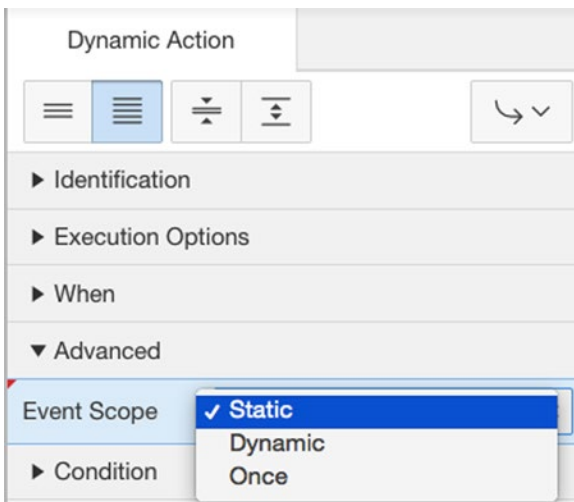 Dynamic Action
Identification
Execution Options
When
Advanced
Event Scope
Static
Dynamic
Once
Condition